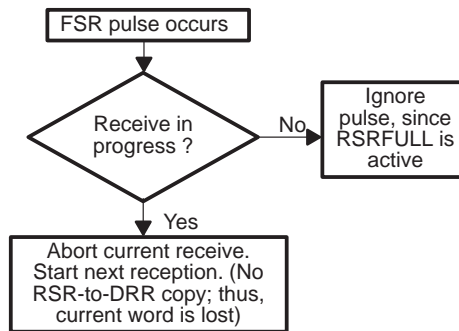 FSR pulse occurs
Receive in
progress ?
No
Ignore
pulse, since
RSRFULL is
active
Yes
Abort current receive.
Start next reception. (No
RSR-to-DRR copy; thus,
current word is lost)